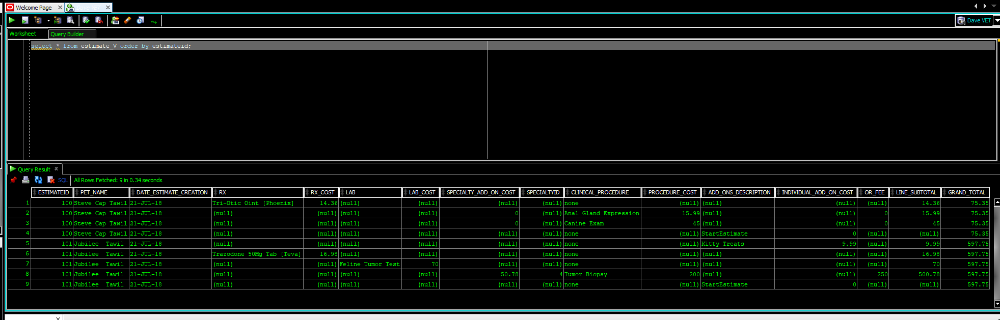 Welcome Page
Dave VET
Dave VET
Worksheet Query Builder
select * from estimate_V order by estimateid;
Query Result
SQL All Rows Fetched: 9 in 0.34 seconds
ESTIMATEID PET_NAME DATE_ESTIMATE_CREATION RX RX_COST LAB LAB_COST SPECIALTY_ADD_ON_COST SPECIALTYID CLINICAL_PROCEDURE PROCEDURE_COST ADD_ONS_DESCRIPTION INDIVIDUAL_ADD_ON_COST OR_FEE LINE_SUBTOTAL GRAND_TOTAL
1 100 Steve Cap Tawil 21-JUL-18 Tri-Otic Oint [Phoenix] 14.36 (null) (null) (null) (null) none (null) (null) (null) (null) 14.36 75.35
2 100 Steve Cap Tawil 21-JUL-18 (null) (null) (null) (null) 0 (null) Anal Gland Expression 15.99 (null) (null) 0 15.99 75.35
3 100 Steve Cap Tawil 21-JUL-18 (null) (null) (null) (null) 0 (null) Canine Exam 45 (null) (null) 0 45 75.35
4 100 Steve Cap Tawil 21-JUL-18 (null) (null) (null) (null) (null) (null) none (null) StartEstimate 0 (null) (null) 75.35
5 101 Jubilee Tawil 21-JUL-18 (null) (null) (null) (null) (null) (null) none (null) Kitty Treats 9.99 (null) 9.99 597.75
6 101 Jubilee Tawil 21-JUL-18 Trazodone 50Mg Tab [Teva] 16.98 (null) (null) (null) (null) none (null) (null) (null) (null) 16.98 597.75
7 101 Jubilee Tawil 21-JUL-18 (null) (null) Feline Tumor Test 70 (null) (null) none (null) (null) (null) (null) 70 597.75
8 101 Jubilee Tawil 21-JUL-18 (null) (null) (null) (null) 50.78 4 Tumor Biopsy 200 (null) (null) 250 500.78 597.75
9 101 Jubilee Tawil 21-JUL-18 (null) (null) (null) (null) (null) (null) none (null) StartEstimate 0 (null) (null) 597.75